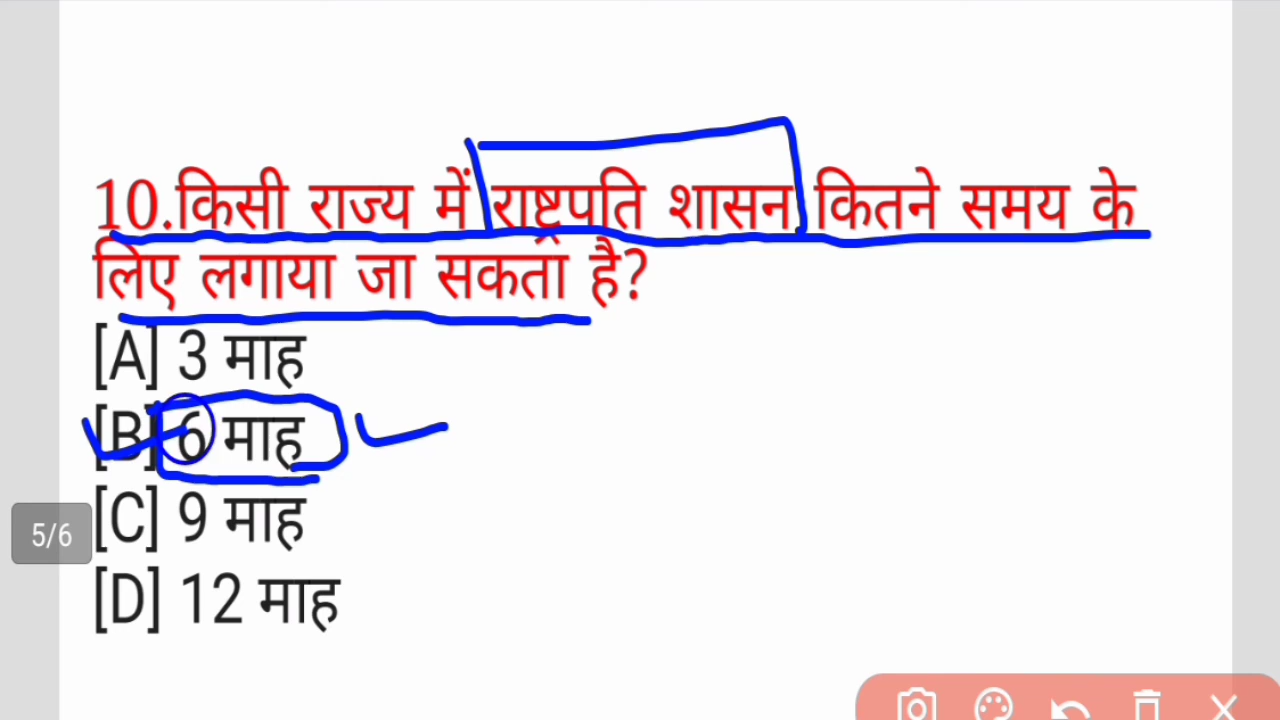 10.किसी राज्य में राष्ट्रपति शासन कितने समय के
लिए लगाया जा सकता है?
[A] 3 माह
[B] 6 माह
[C] 9 माह
5/6
[D] 12 माह